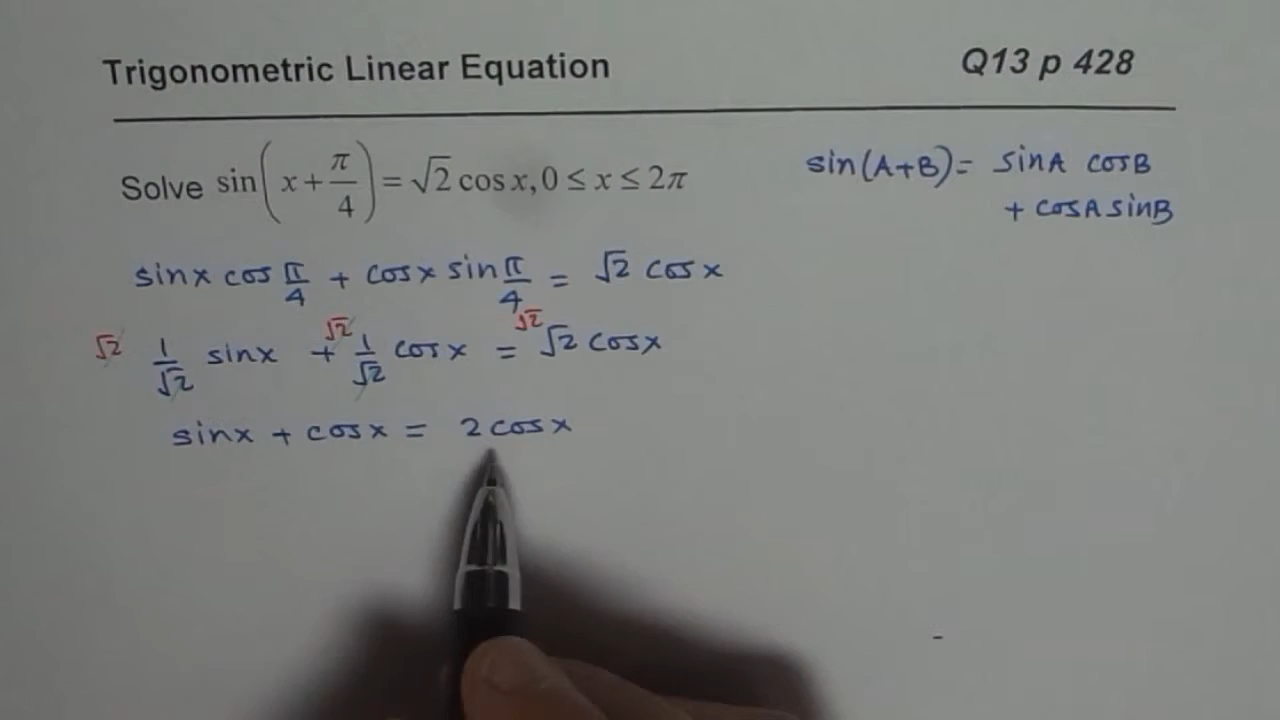 Trigonometric Linear Equation Q13 p 428
Solve sin(x + π/4) = √2 cos x, 0 ≤ x ≤ 2π
sin(A+B) = sinA cosB
+ cosA sinB
sinx cos π/4 + cosx sin π/4 = √2 cosx
√2 1/√2 sinx + √2 1/√2 cosx = √2 √2 cosx
sinx + cosx = 2cosx